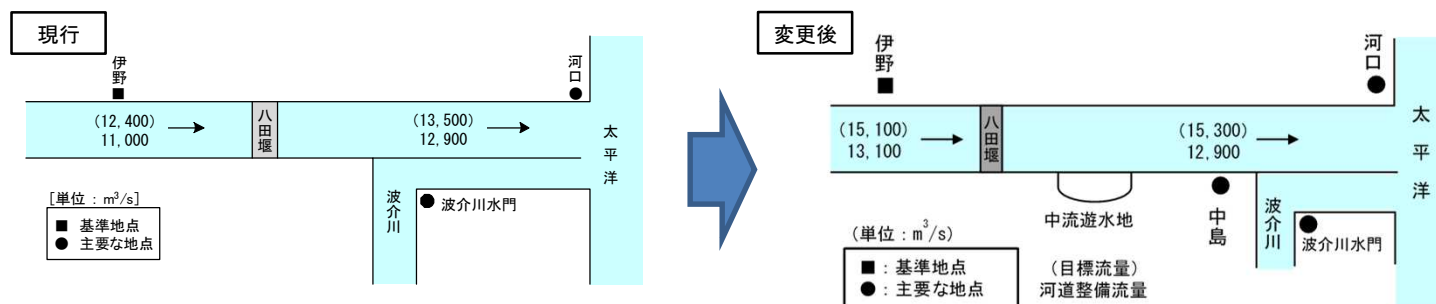 現行
伊野
河口
(12,400)
11,000
八田堰
(13,500)
12,900
太平洋
[単位:m³/s]
■ 基準地点
● 主要な地点
波介川
波介川水門
変更後
伊野
河口
(15,100)
13,100
八田堰
(15,300)
12,900
太平洋
中流遊水地
中島
波介川
波介川水門
(単位:m³/s)
■:基準地点
●:主要な地点
(目標流量)
河道整備流量